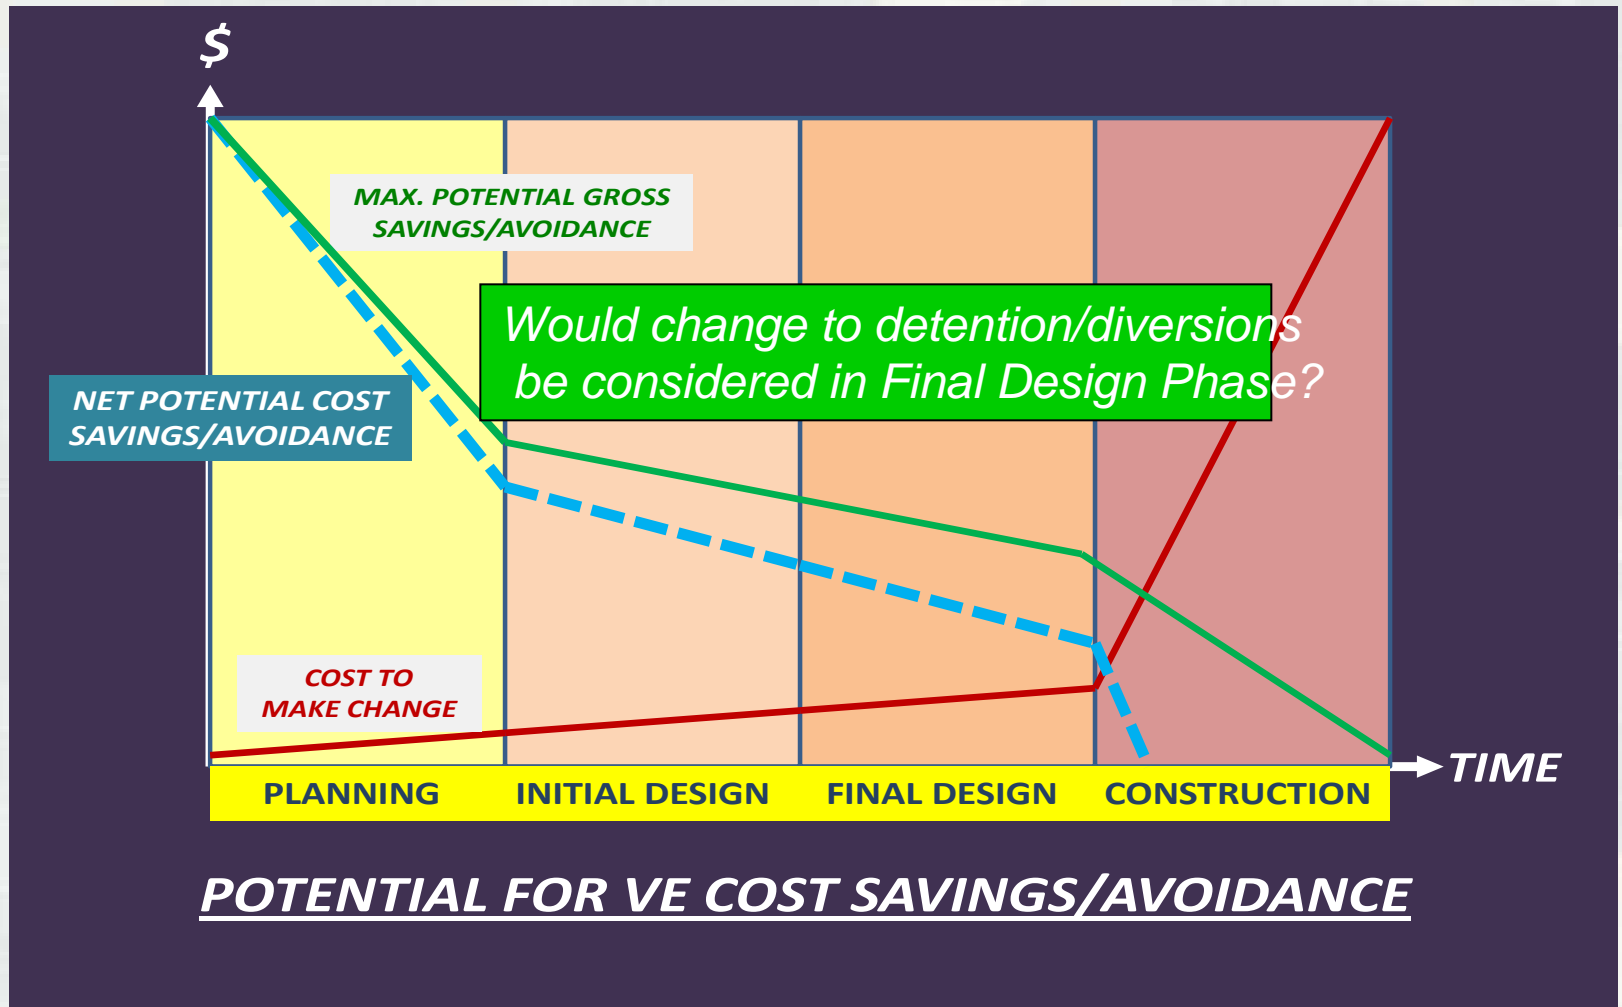 $
MAX. POTENTIAL GROSS
SAVINGS/AVOIDANCE
Would change to detention/diversions
be considered in Final Design Phase?
NET POTENTIAL COST
SAVINGS/AVOIDANCE
COST TO
MAKE CHANGE
TIME
PLANNING
INITIAL DESIGN
FINAL DESIGN
CONSTRUCTION
POTENTIAL FOR VE COST SAVINGS/AVOIDANCE